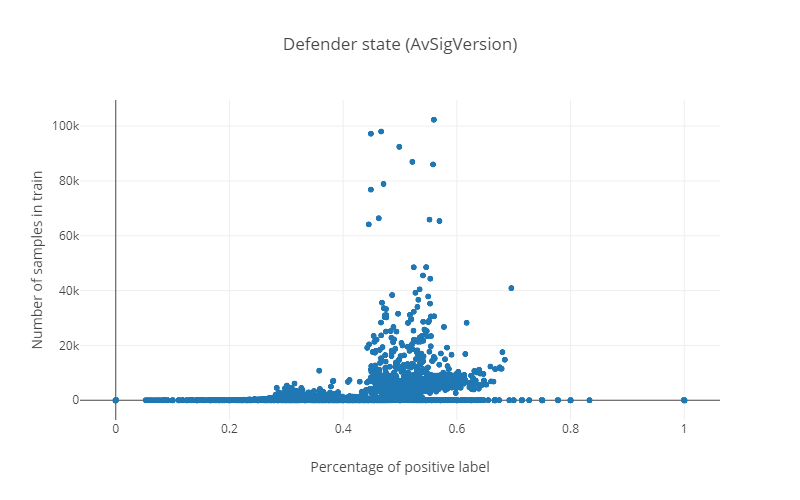 Defender state (AvSigVersion)
100k
80k
60k
40k
20k
0
Number of samples in train
0
0.2
0.4
0.6
0.8
1
Percentage of positive label